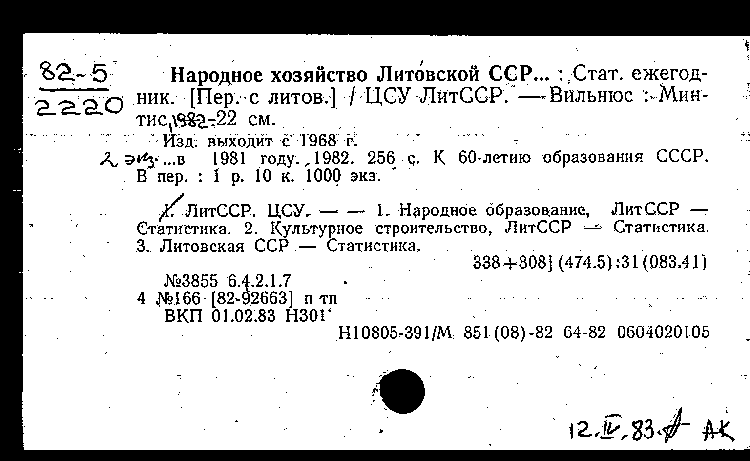 82-5
2220
Народное хозяйство Литовской ССР... : Стат. ежегод-
ник. [Пер. с литов.] / ЦСУ ЛитССР. — Вильнюс : Мин-
тис, 1982-22 см.
Изд. выходит с 1968 г.
2 экз. ...в 1981 году. 1982. 256 с. К 60-летию образования СССР.
В пер. : 1 р. 10 к. 1000 экз.
1. ЛитССР. ЦСУ. — — 1. Народное образование, ЛитССР —
Статистика. 2. Культурное строительство, ЛитССР — Статистика.
3. Литовская ССР — Статистика.
338+308] (474.5) :31 (083.41)
№3855 6.4.2.1.7
4 №166 [82-92663] п тп
ВКП 01.02.83 Н301
Н10805-391/М 851 (08)-82 64-82 0604020105
12.IV.83. АК